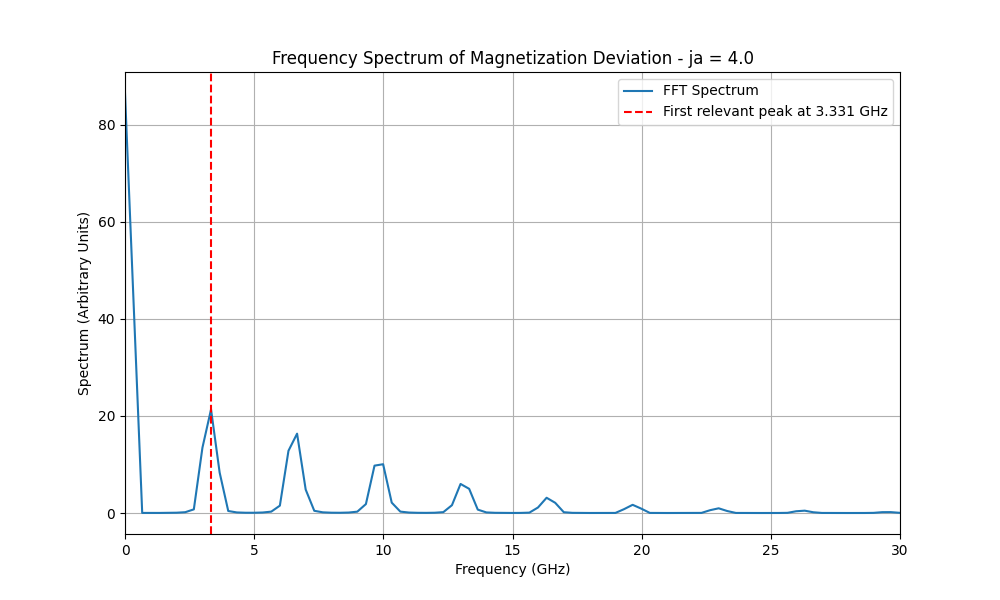 Frequency Spectrum of Magnetization Deviation - ja = 4.0
FFT Spectrum
First relevant peak at 3.331 GHz
Spectrum (Arbitrary Units)
80
60
40
20
0
0 5 10 15 20 25 30
Frequency (GHz)